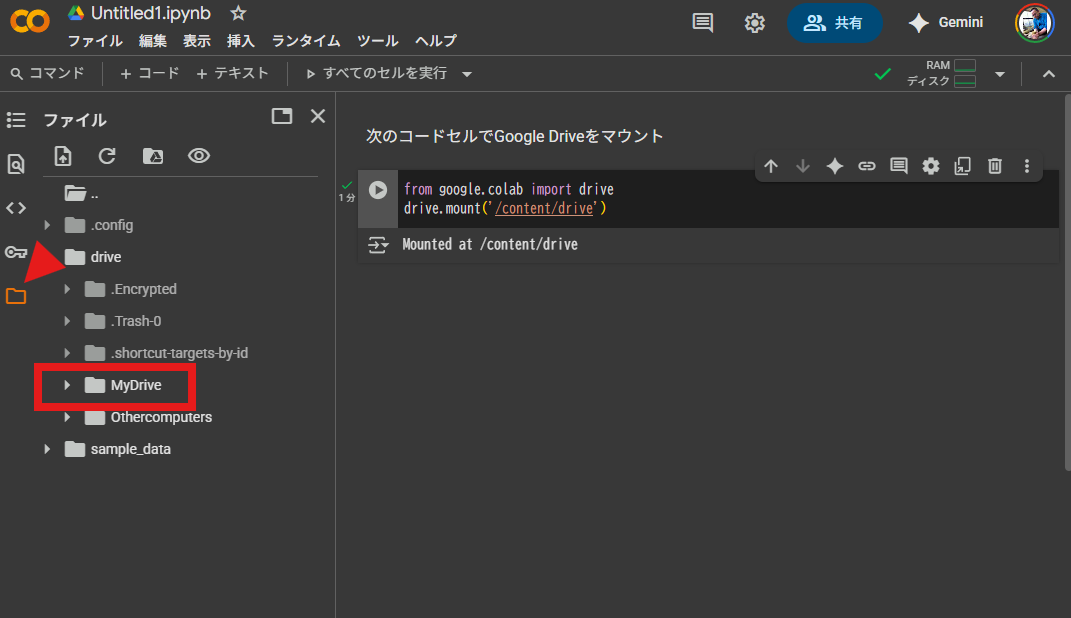 Untitled1.ipynb
ファイル 編集 表示 挿入 ランタイム ツール ヘルプ
共有
Gemini
コマンド + コード + テキスト すべてのセルを実行
RAM
ディスク
ファイル
..
.config
drive
.Encrypted
.Trash-0
.shortcut-targets-by-id
MyDrive
Othercomputers
sample_data
次のコードセルでGoogle Driveをマウント
1 分
from google.colab import drive
drive.mount('/content/drive')
Mounted at /content/drive